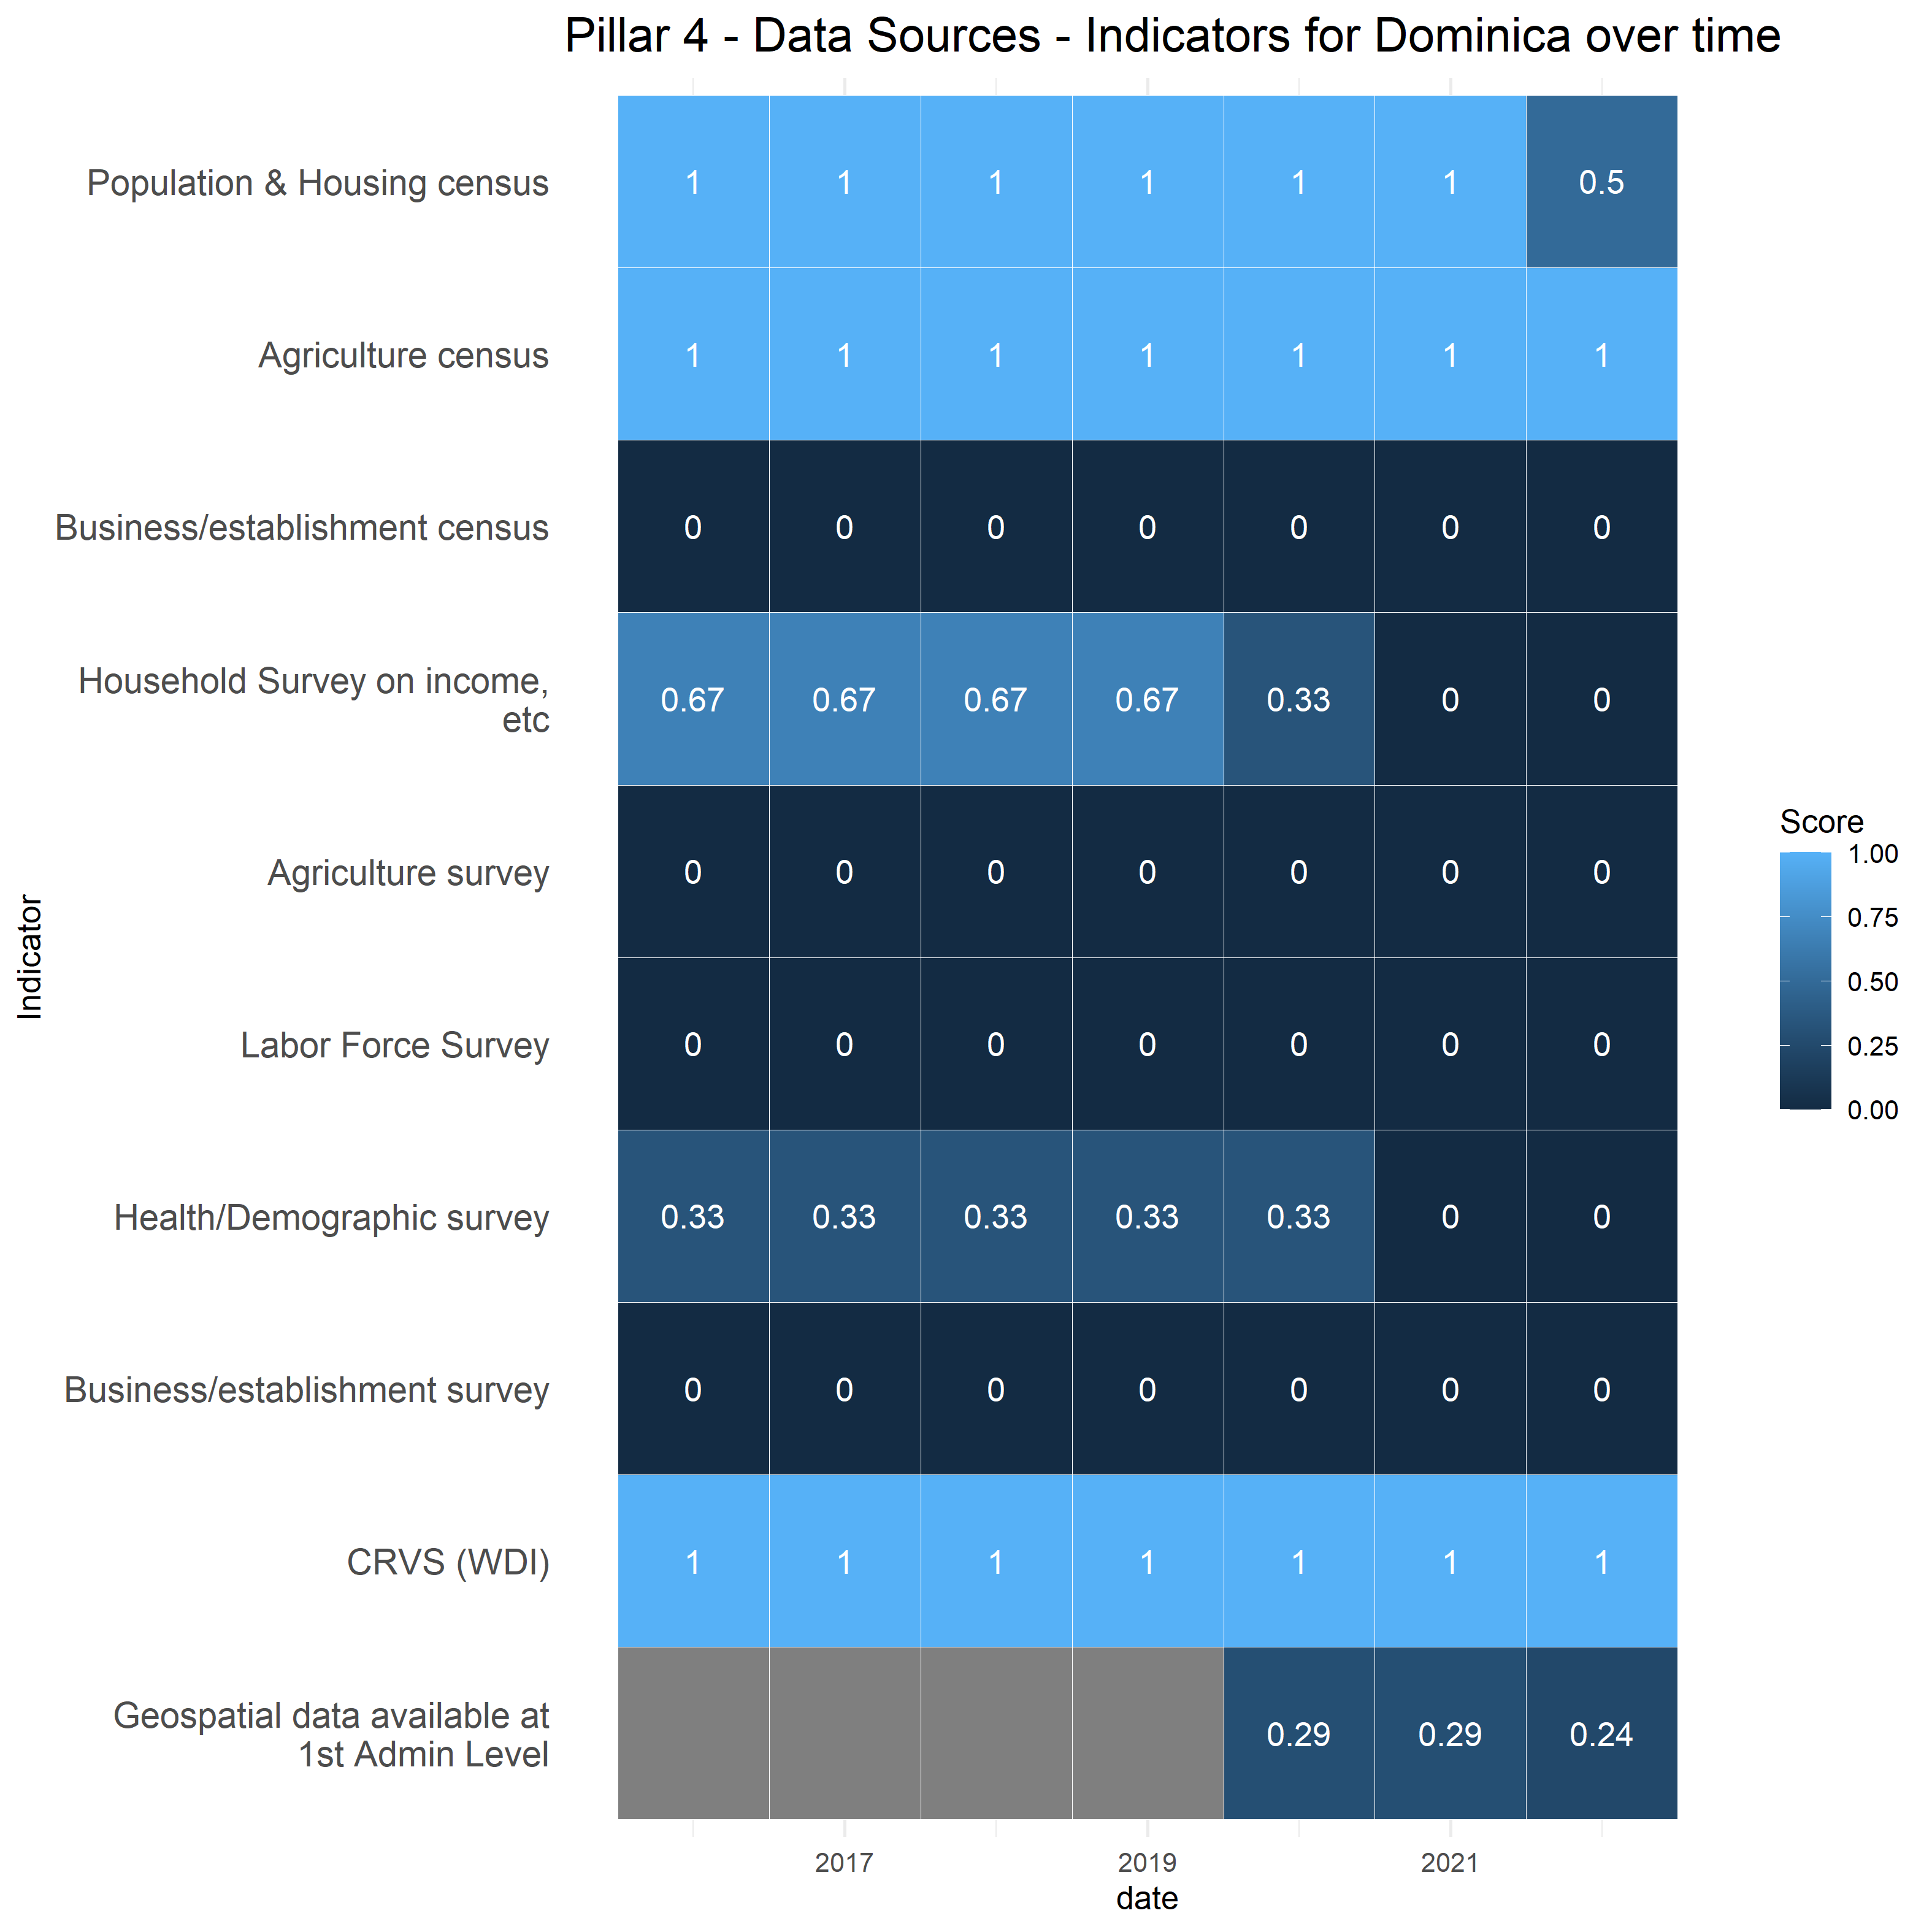 Pillar 4 - Data Sources - Indicators for Dominica over time
Population & Housing census
1 1 1 1 1 1 0.5
Agriculture census
1 1 1 1 1 1 1
Business/establishment census
0 0 0 0 0 0 0
Household Survey on income,
etc
0.67 0.67 0.67 0.67 0.33 0 0
Agriculture survey
0 0 0 0 0 0 0
Labor Force Survey
0 0 0 0 0 0 0
Health/Demographic survey
0.33 0.33 0.33 0.33 0.33 0 0
Business/establishment survey
0 0 0 0 0 0 0
CRVS (WDI)
1 1 1 1 1 1 1
Geospatial data available at
1st Admin Level
0.29 0.29 0.24
2017 2019 2021
date
Indicator
Score
1.00
0.75
0.50
0.25
0.00